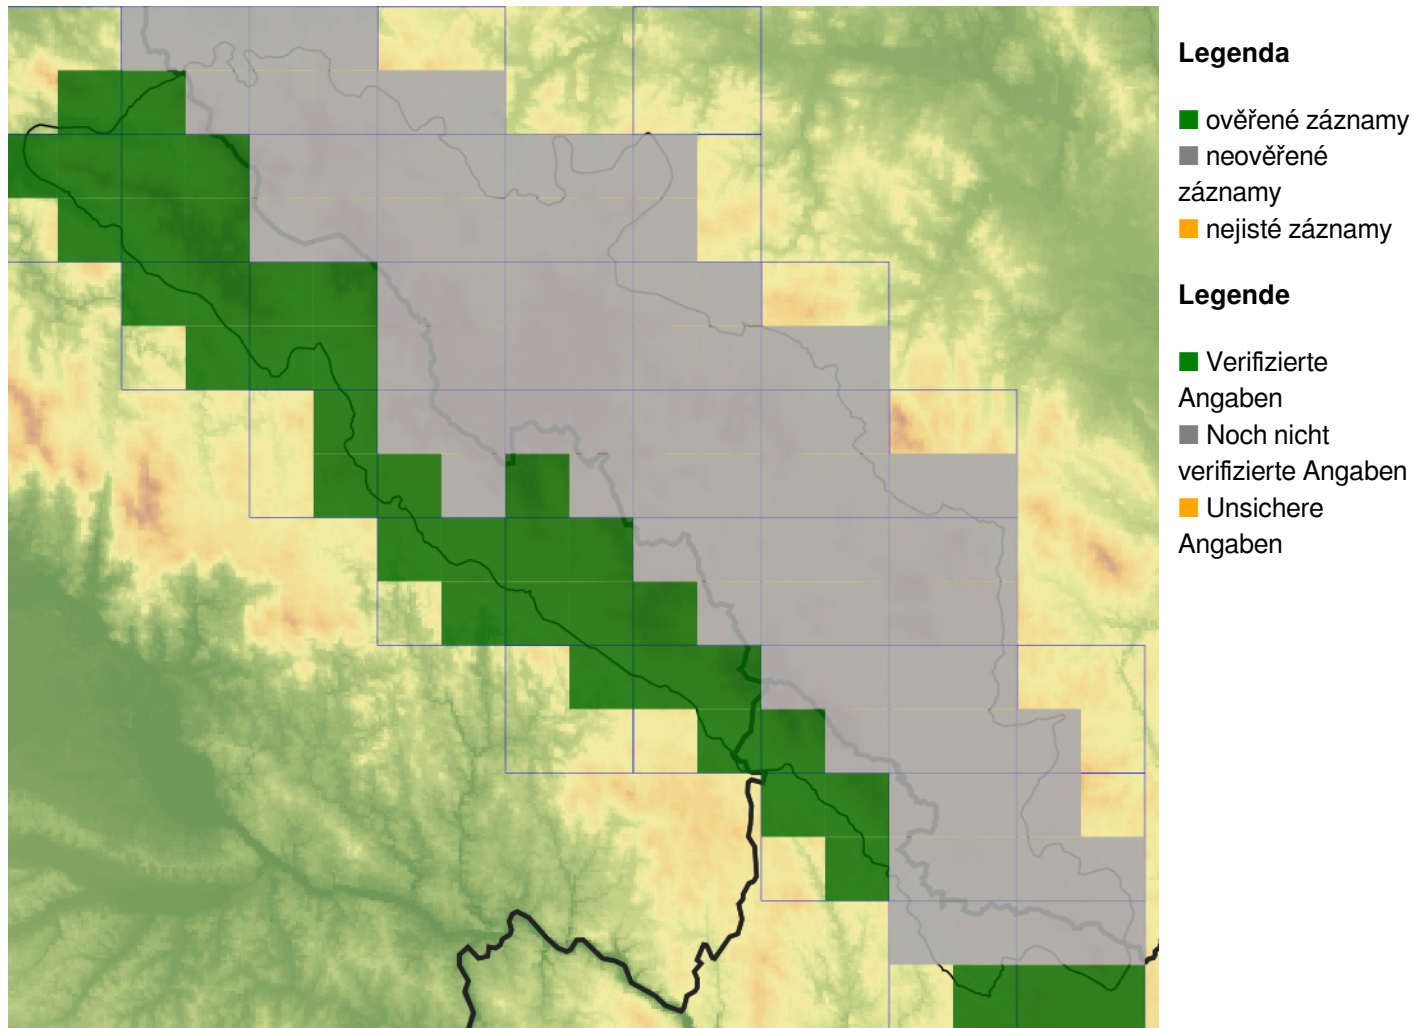 Legenda
ověřené záznamy
neověřené
záznamy
nejisté záznamy
Legende
Verifizierte
Angaben
Noch nicht
verifizierte Angaben
Unsichere
Angaben